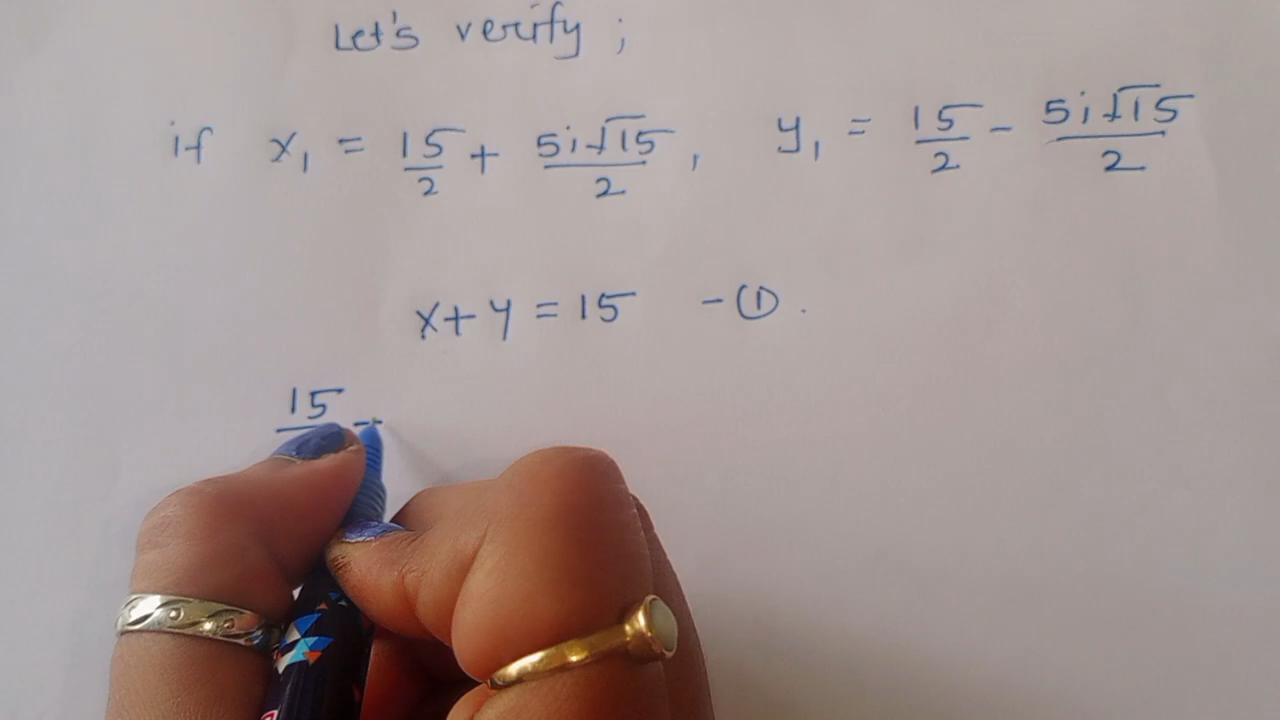 Let's verify ;
if x₁ = 15/2 + 5i√15/2 , y₁ = 15/2 - 5i√15/2
x + y = 15 - ①.
15